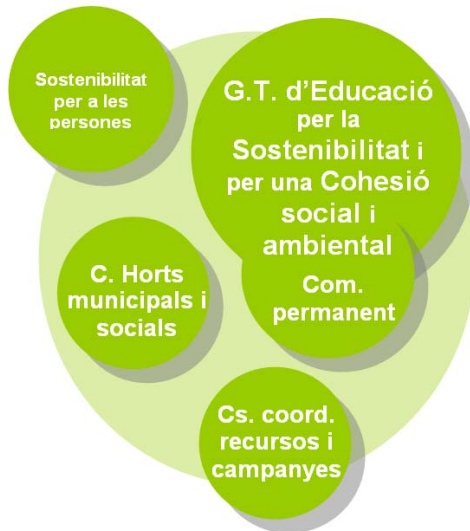 Sostenibilitat
per a les
persones
G.T. d'Educació
per la
Sostenibilitat i
per una Cohesió
social i
ambiental
C. Horts
municipals i
socials
Com.
permanent
Cs. coord.
recursos i
campanyes